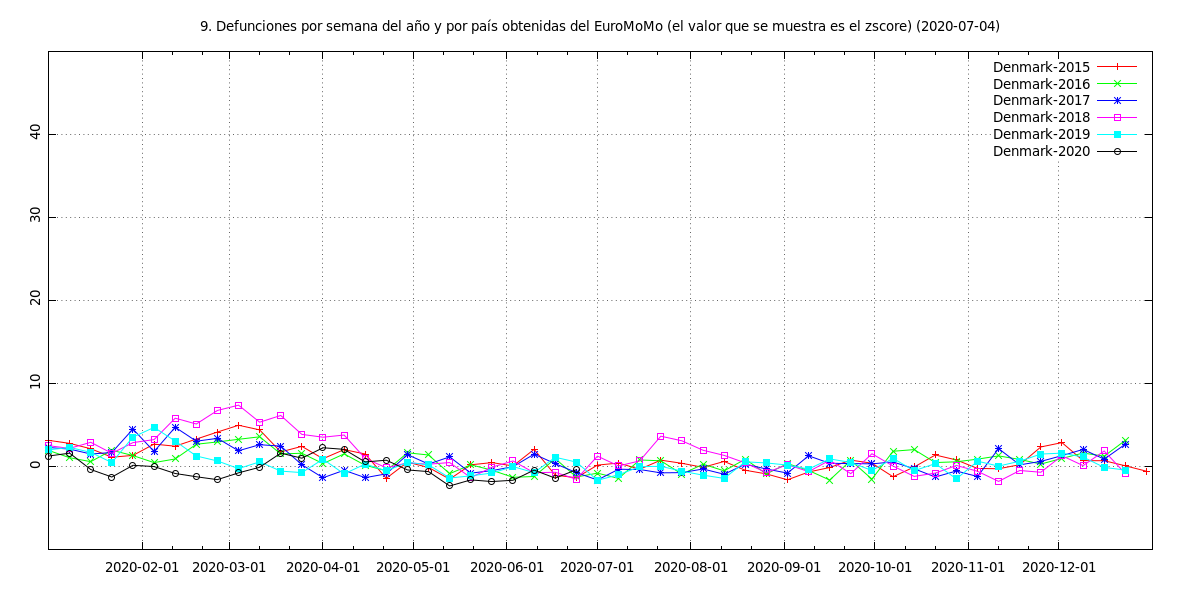 9. Defunciones por semana del año y por país obtenidas del EuroMoMo (el valor que se muestra es el zscore) (2020-07-04)
Denmark-2015
Denmark-2016
Denmark-2017
Denmark-2018
Denmark-2019
Denmark-2020
40
30
20
10
0
2020-02-01 2020-03-01 2020-04-01 2020-05-01 2020-06-01 2020-07-01 2020-08-01 2020-09-01 2020-10-01 2020-11-01 2020-12-01